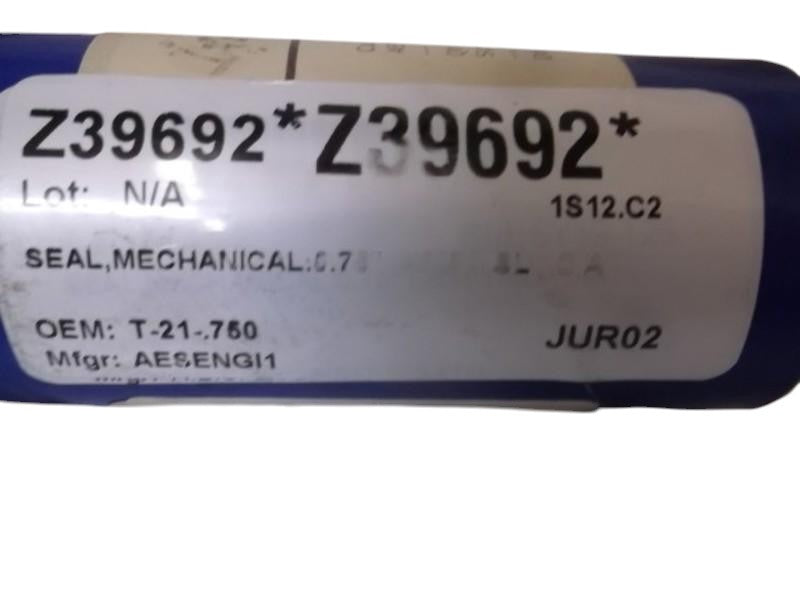 Z39692* Z39692*
Lot: N/A 1S12.C2
SEAL,MECHANICAL:
OEM: T-21-.750 JUR02
Mfgr: AESENGI1